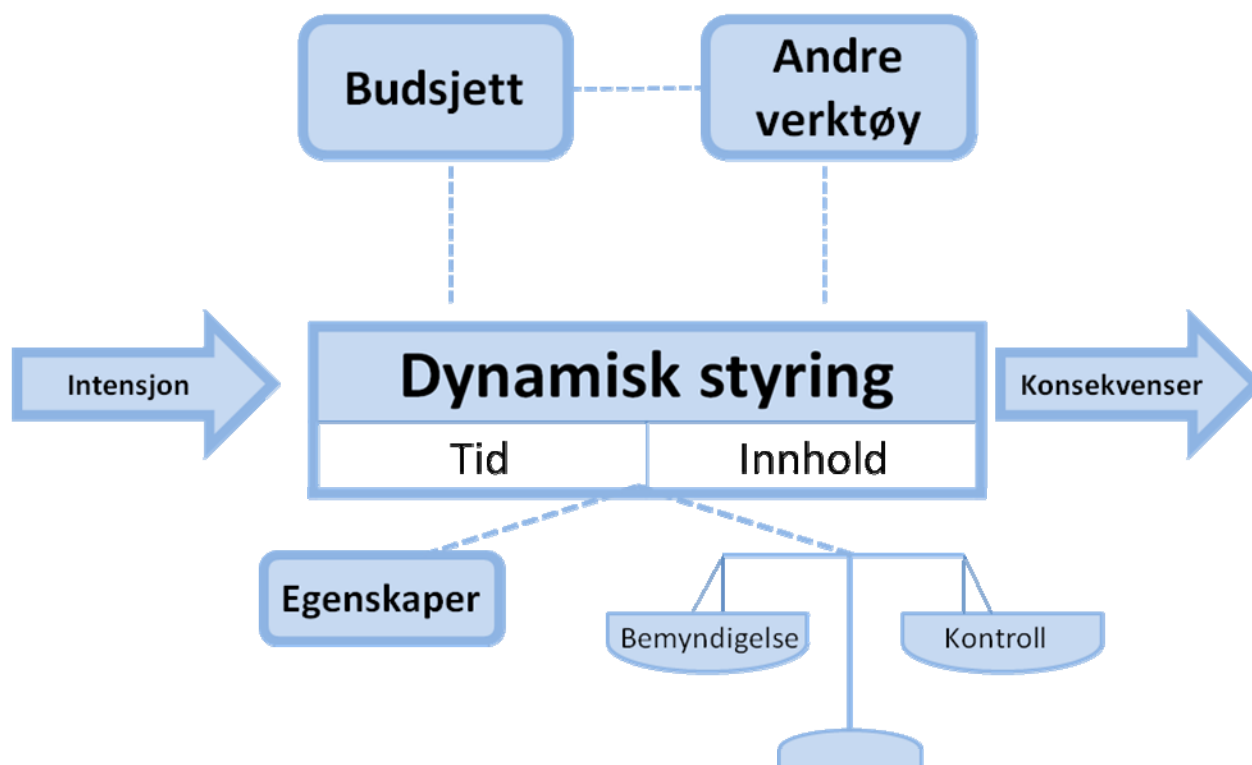 Budsjett
Andre
verktøy
Intensjon
Dynamisk styring
Konsekvenser
Tid
Innhold
Egenskaper
Bemyndigelse
Kontroll